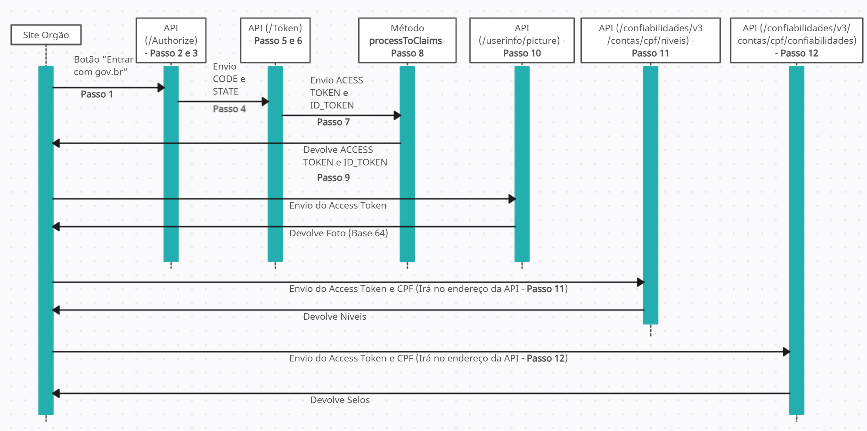 Site Orgão
API
(/Authorize)
- Passo 2 e 3
API (/Token)
- Passo 5 e 6
Método
processToClaims-
Passo 8
API
(/userinfo/picture) -
Passo 10
API (/confiabilidades/v3
/contas/cpf/niveis) -
Passo 11
API (/confiabilidades/v3/
contas/cpf/confiabilidades)
- Passo 12
Botão "Entrar
com gov.br"
Passo 1
Envio
CODE e
STATE
Passo 4
Envio ACESS
TOKEN e
ID_TOKEN
Passo 7
Devolve ACCESS
TOKEN e ID_TOKEN
Passo 9
Envio do Access Token
Devolve Foto (Base 64)
Envio do Access Token e CPF (Irá no endereço da API - Passo 11)
Devolve Níveis
Envio do Access Token e CPF (Irá no endereço da API - Passo 12)
Devolve Selos